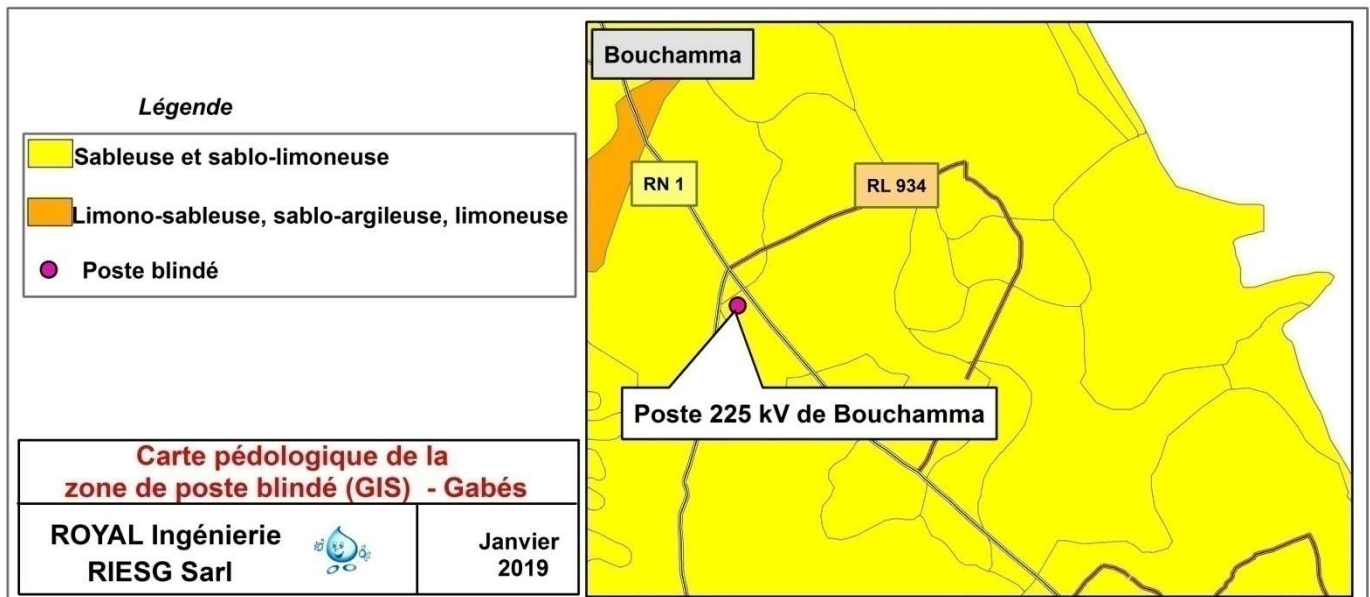 Légende
Sableuse et sablo-limoneuse
Limono-sableuse, sablo-argileuse, limoneuse
Poste blindé
Carte pédologique de la
zone de poste blindé (GIS) - Gabés
ROYAL Ingénierie
RIESG Sarl
Janvier
2019
Bouchamma
RN 1
RL 934
Poste 225 kV de Bouchamma